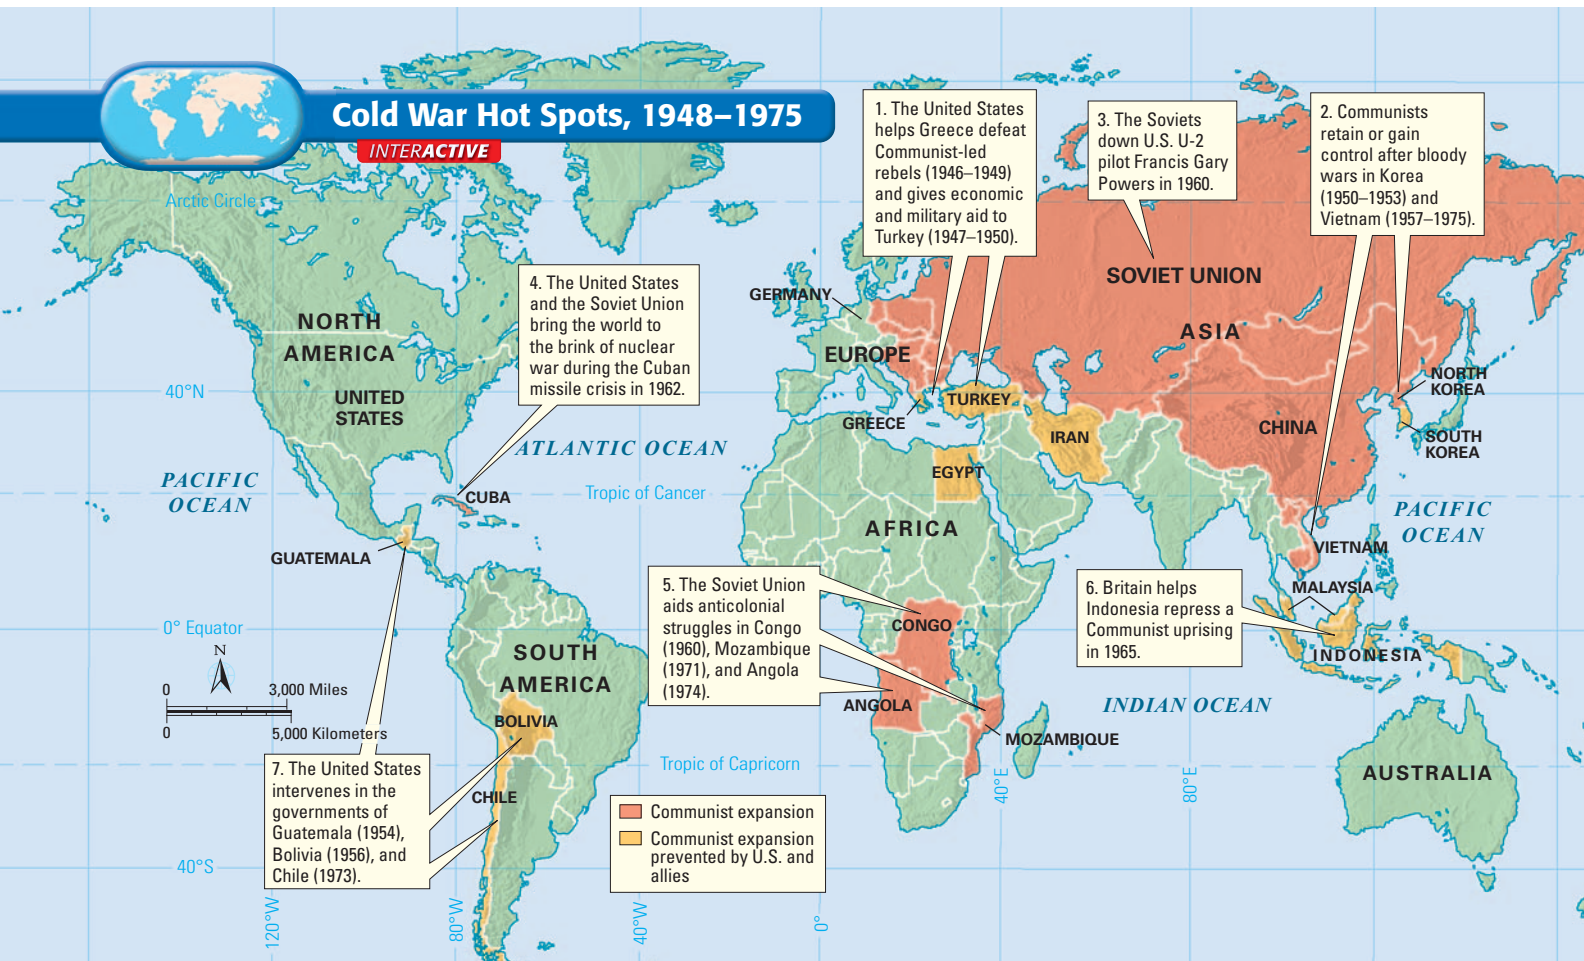 Cold War Hot Spots, 1948–1975
INTERACTIVE
1. The United States
helps Greece defeat
Communist-led
rebels (1946–1949)
and gives economic
and military aid to
Turkey (1947–1950).
3. The Soviets
down U.S. U-2
pilot Francis Gary
Powers in 1960.
2. Communists
retain or gain
control after bloody
wars in Korea
(1950–1953) and
Vietnam (1957–1975).
Arctic Circle
4. The United States
and the Soviet Union
bring the world to
the brink of nuclear
war during the Cuban
missile crisis in 1962.
SOVIET UNION
GERMANY
NORTH
AMERICA
ASIA
EUROPE
UNITED
STATES
40°N
TURKEY
GREECE
NORTH
KOREA
CHINA
IRAN
SOUTH
KOREA
ATLANTIC OCEAN
EGYPT
PACIFIC
OCEAN
CUBA
Tropic of Cancer
AFRICA
PACIFIC
OCEAN
GUATEMALA
VIETNAM
5. The Soviet Union
aids anticolonial
struggles in Congo
(1960), Mozambique
(1971), and Angola
(1974).
6. Britain helps
Indonesia repress a
Communist uprising
in 1965.
MALAYSIA
CONGO
0° Equator
N
SOUTH
AMERICA
INDONESIA
0
3,000 Miles
0
5,000 Kilometers
ANGOLA
INDIAN OCEAN
BOLIVIA
MOZAMBIQUE
Tropic of Capricorn
7. The United States
intervenes in the
governments of
Guatemala (1954),
Bolivia (1956), and
Chile (1973).
CHILE
AUSTRALIA
Communist expansion
Communist expansion
prevented by U.S. and
allies
40°S
120°W
80°W
40°W
0°
40°E
80°E